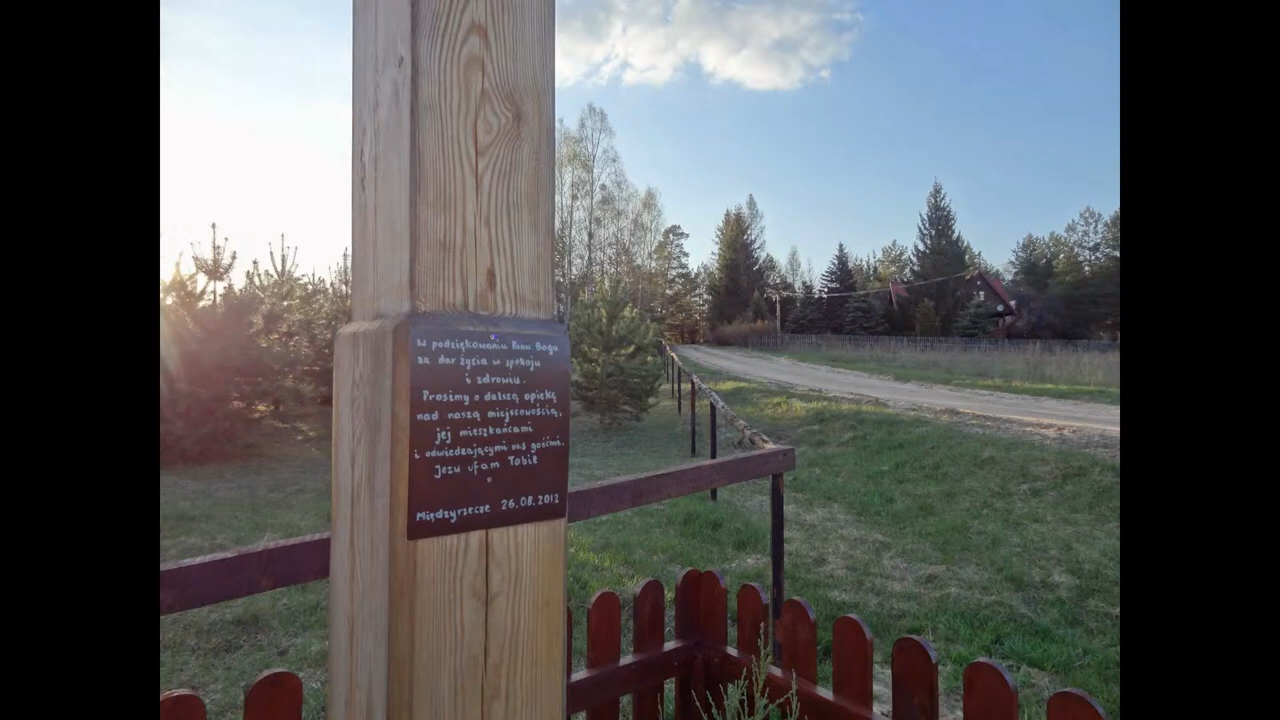 W podziękowaniu Panu Bogu
za dar życia w spokoju
i zdrowiu.
Prosimy o dalszą opiekę
nad naszą miejscowością,
jej mieszkańcami
i odwiedzającymi nas gośćmi.
Jezu ufam Tobie
Międzyrzecze 26.08.2012